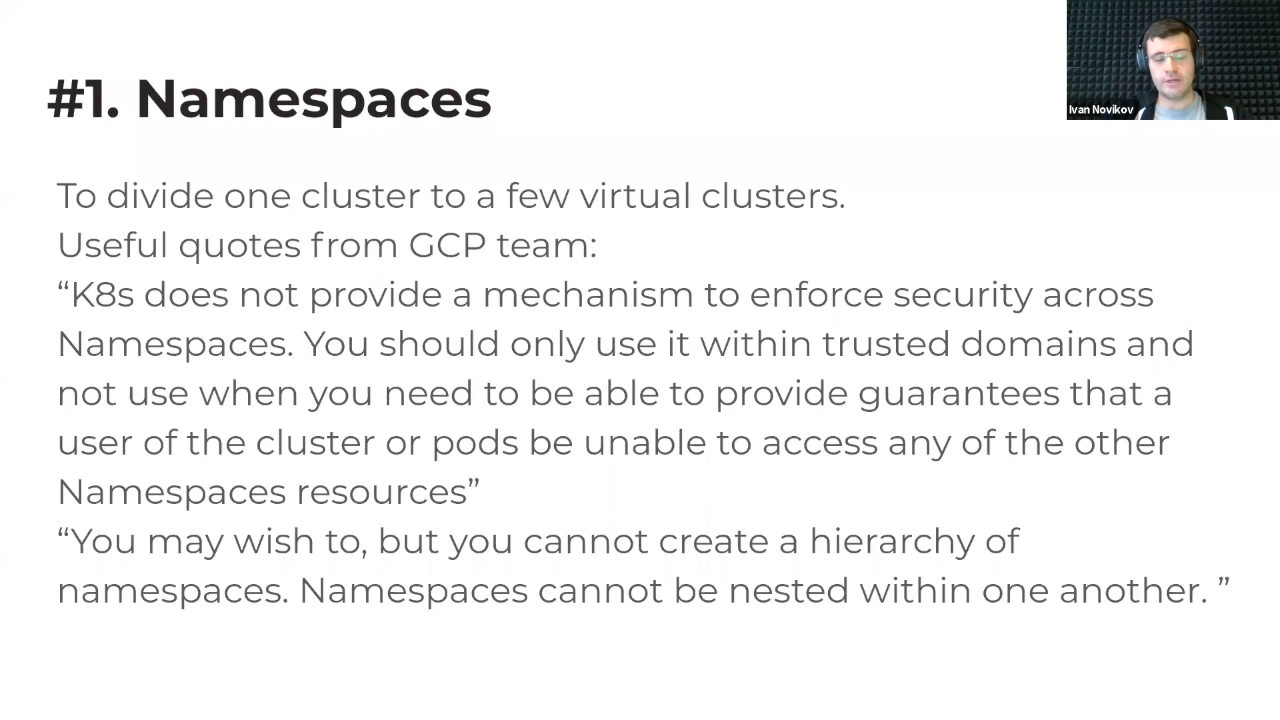 #1. Namespaces
Ivan Novikov
To divide one cluster to a few virtual clusters.
Useful quotes from GCP team:
“K8s does not provide a mechanism to enforce security across
Namespaces. You should only use it within trusted domains and
not use when you need to be able to provide guarantees that a
user of the cluster or pods be unable to access any of the other
Namespaces resources”
“You may wish to, but you cannot create a hierarchy of
namespaces. Namespaces cannot be nested within one another. ”